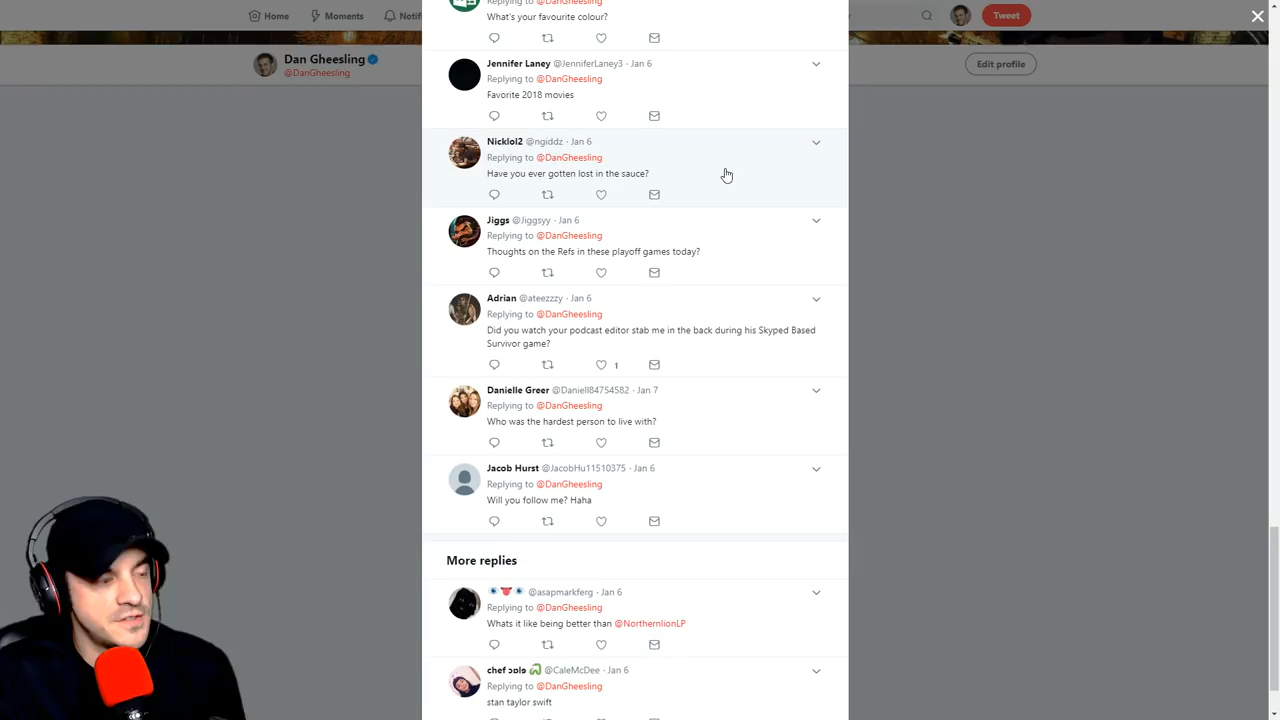 Home
Moments
Notifi
Tweet
Dan Gheesling
@DanGheesling
Edit profile
Replying to @DanGheesling
What's your favourite colour?
Jennifer Laney @JenniferLaney3 · Jan 6
Replying to @DanGheesling
Favorite 2018 movies
Nicklol2 @ngiddz · Jan 6
Replying to @DanGheesling
Have you ever gotten lost in the sauce?
Jiggs @Jiggsyy · Jan 6
Replying to @DanGheesling
Thoughts on the Refs in these playoff games today?
Adrian @ateezzzy · Jan 6
Replying to @DanGheesling
Did you watch your podcast editor stab me in the back during his Skyped Based
Survivor game?
1
Danielle Greer @Daniell84754582 · Jan 7
Replying to @DanGheesling
Who was the hardest person to live with?
Jacob Hurst @JacobHu11510375 · Jan 6
Replying to @DanGheesling
Will you follow me? Haha
More replies
👁👅👁 @asapmarkferg · Jan 6
Replying to @DanGheesling
Whats it like being better than @NorthernlionLP
chef ɔɒlɘ @CaleMcDee · Jan 6
Replying to @DanGheesling
stan taylor swift